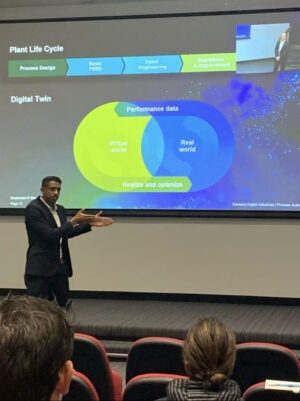 Plant Life Cycle
Process Design
Basic
FEED
Detail
Engineering
Operations
& Maintenance
Digital Twin
Performance data
Virtual
world
Real
world
Realize and optimize
Siemens Digital Industries | Process